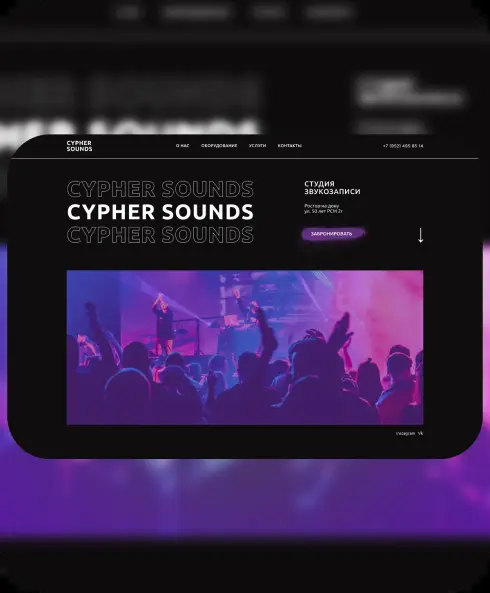 CYPHER
SOUNDS
О НАС
ОБОРУДОВАНИЕ
УСЛУГИ
КОНТАКТЫ
+7 (952) 495 85 14
CYPHER SOUNDS
CYPHER SOUNDS
CYPHER SOUNDS
СТУДИЯ
ЗВУКОЗАПИСИ
Ростов-на-дону
ул. 50 лет РСМ 2г
ЗАБРОНИРОВАТЬ
Instagram Vk